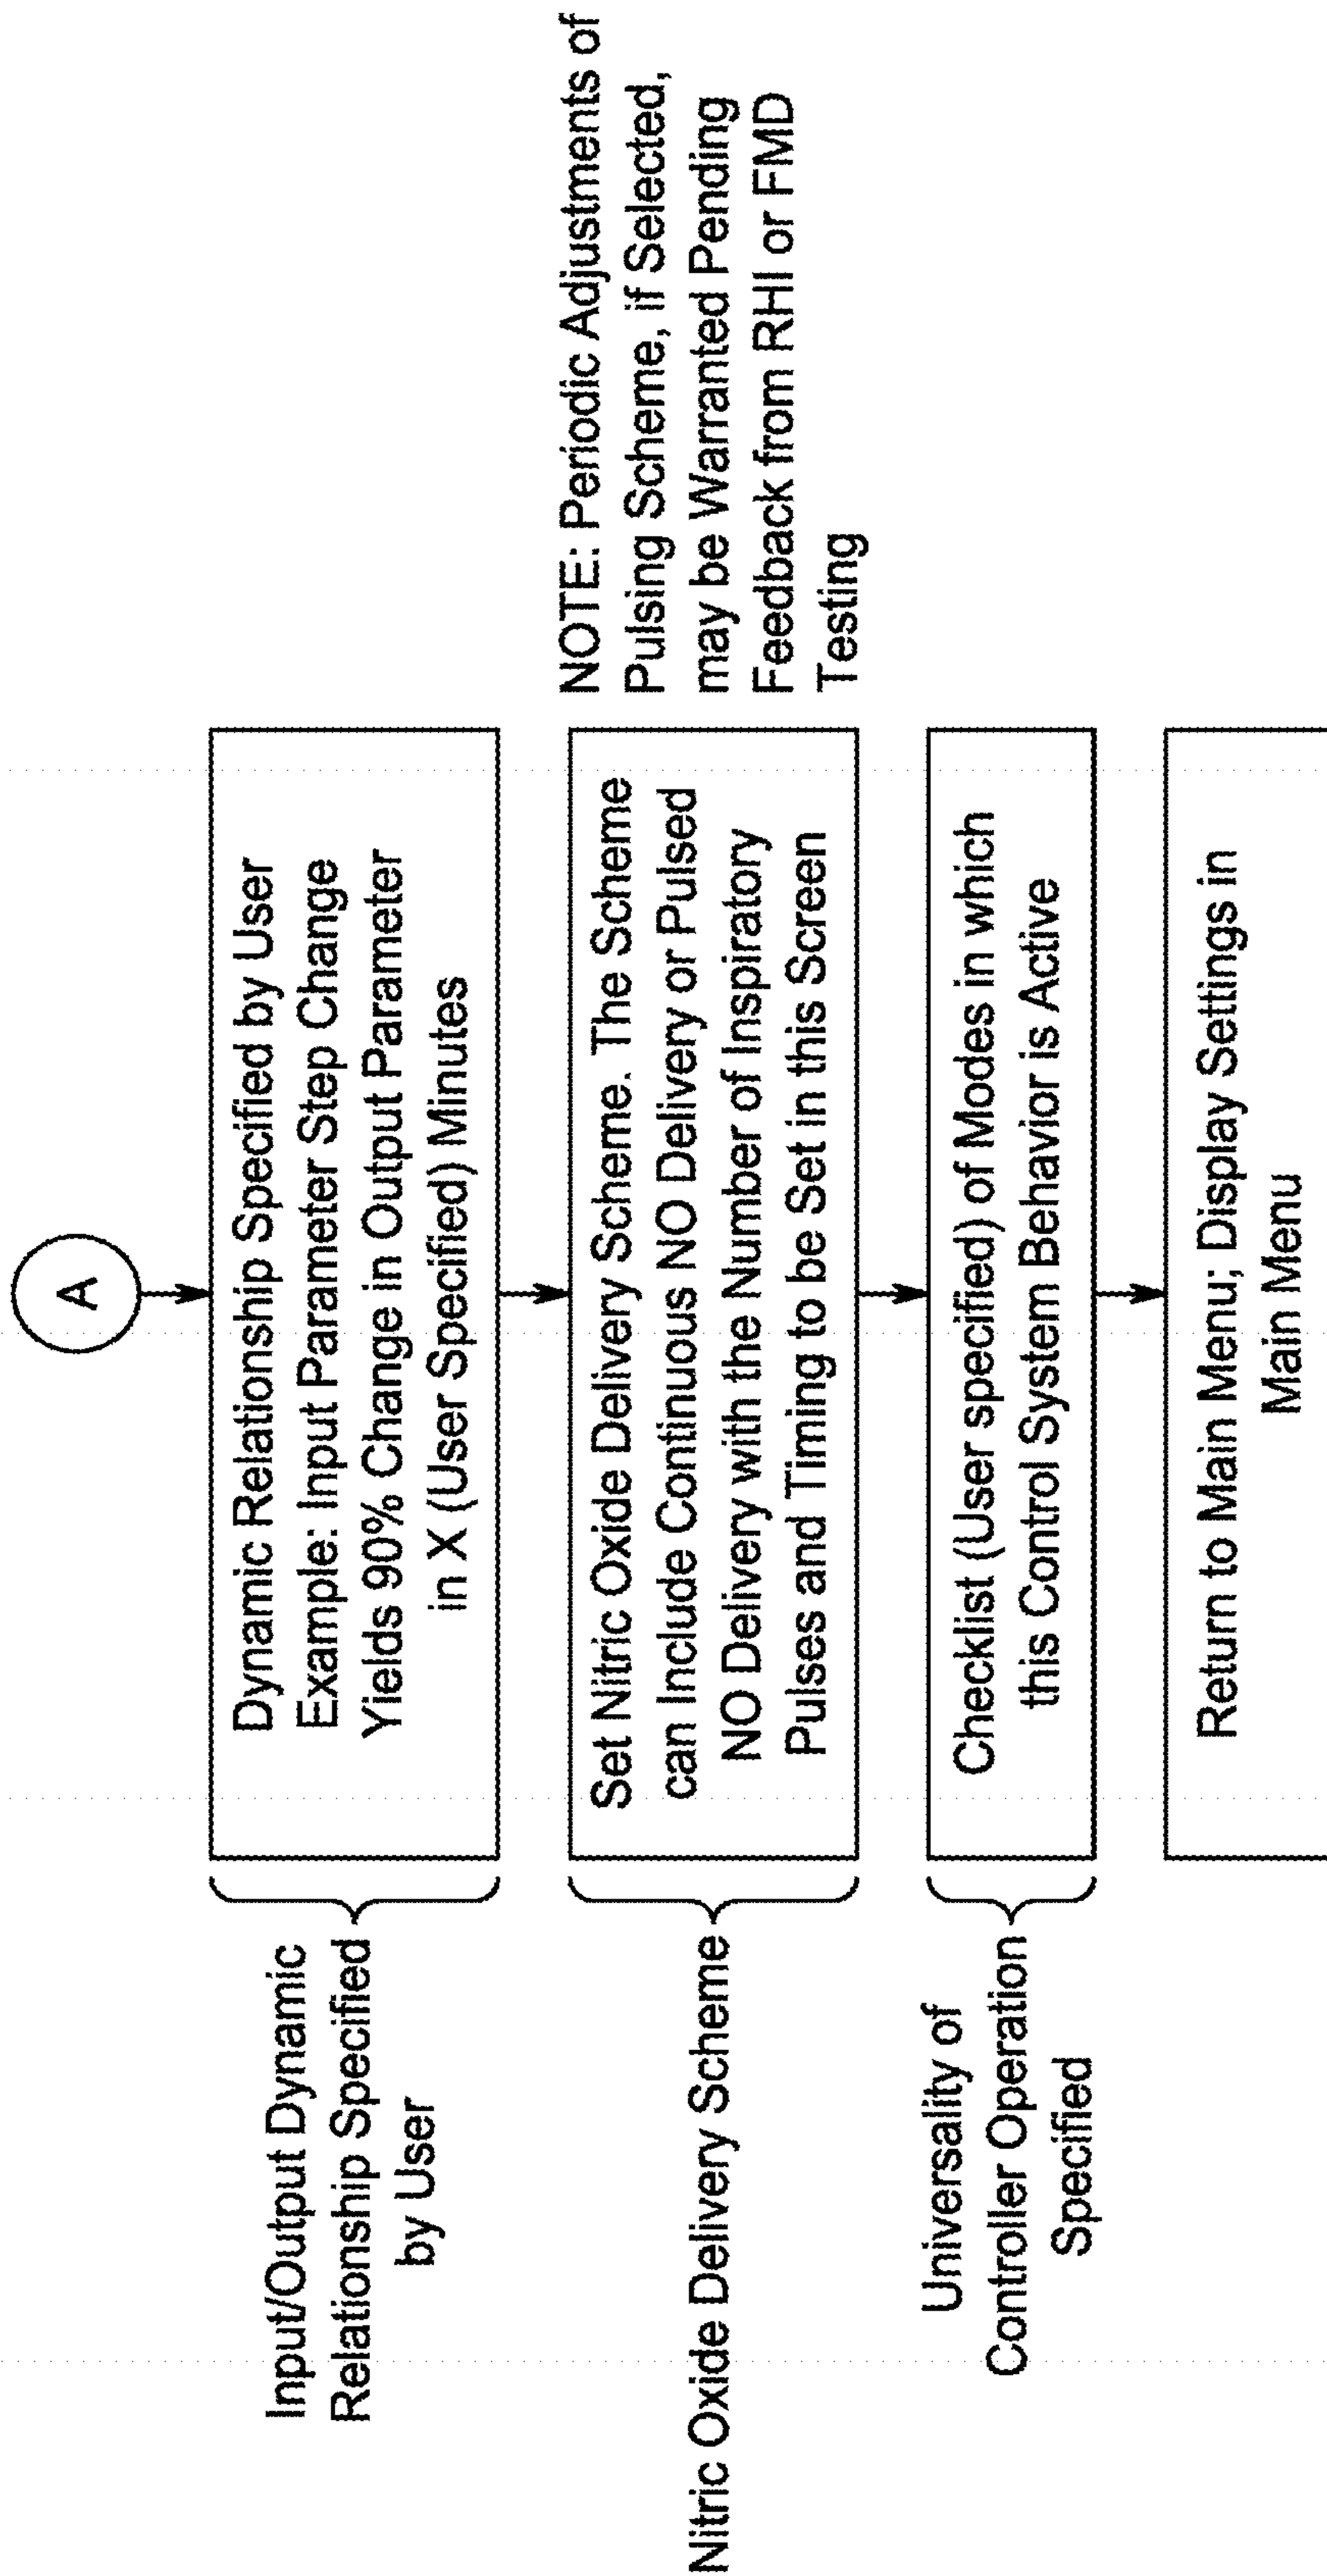 A
Input/Output Dynamic
Relationship Specified
by User
Dynamic Relationship Specified by User
Example: Input Parameter Step Change
Yields 90% Change in Output Parameter
in X (User Specified) Minutes
Nitric Oxide Delivery Scheme
Set Nitric Oxide Delivery Scheme. The Scheme
can Include Continuous NO Delivery or Pulsed
NO Delivery with the Number of Inspiratory
Pulses and Timing to be Set in this Screen
NOTE: Periodic Adjustments of
Pulsing Scheme, if Selected,
may be Warranted Pending
Feedback from RHI or FMD
Testing
Universality of
Controller Operation
Specified
Checklist (User specified) of Modes in which
this Control System Behavior is Active
Return to Main Menu; Display Settings in
Main Menu